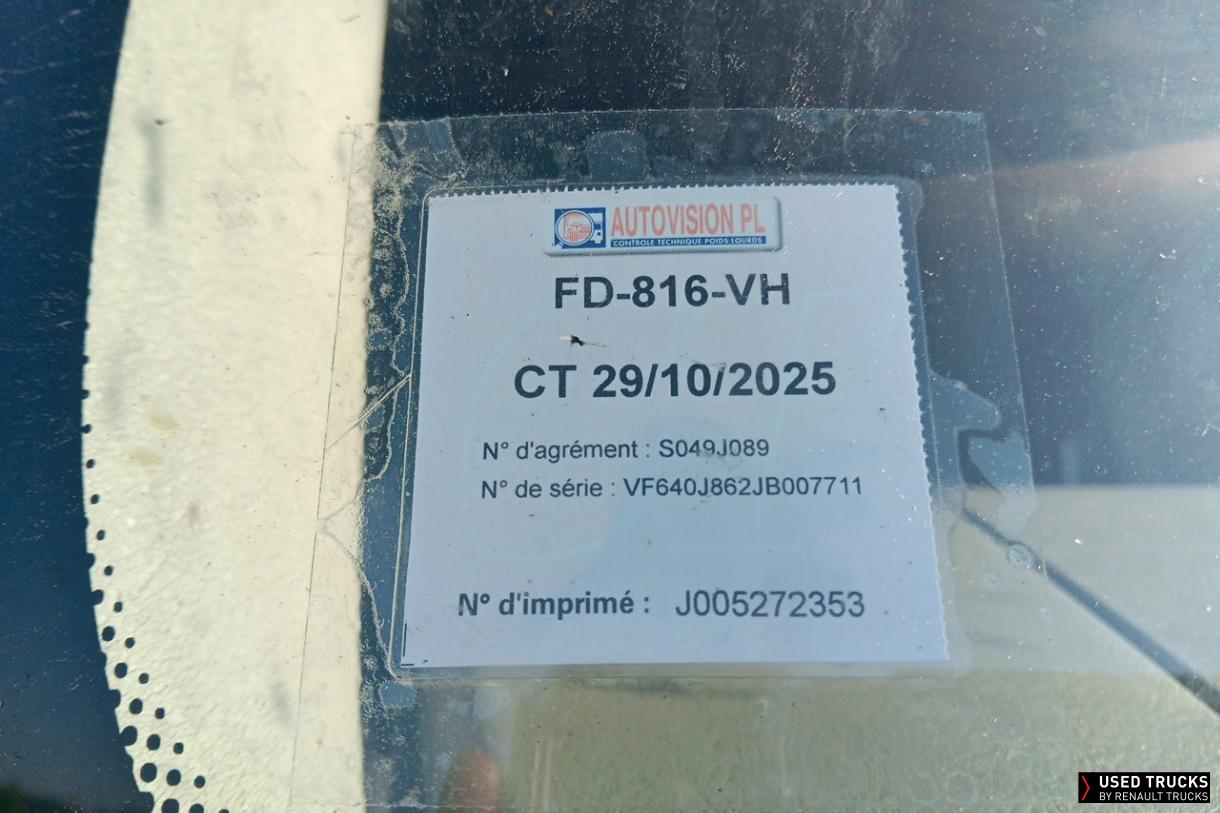 AUTOVISION PL
CONTROLE TECHNIQUE POIDS LOURDS
FD-816-VH
CT 29/10/2025
N° d'agrément : S049J089
N° de série : VF640J862JB007711
N° d'imprimé : J005272353
USED TRUCKS
BY RENAULT TRUCKS